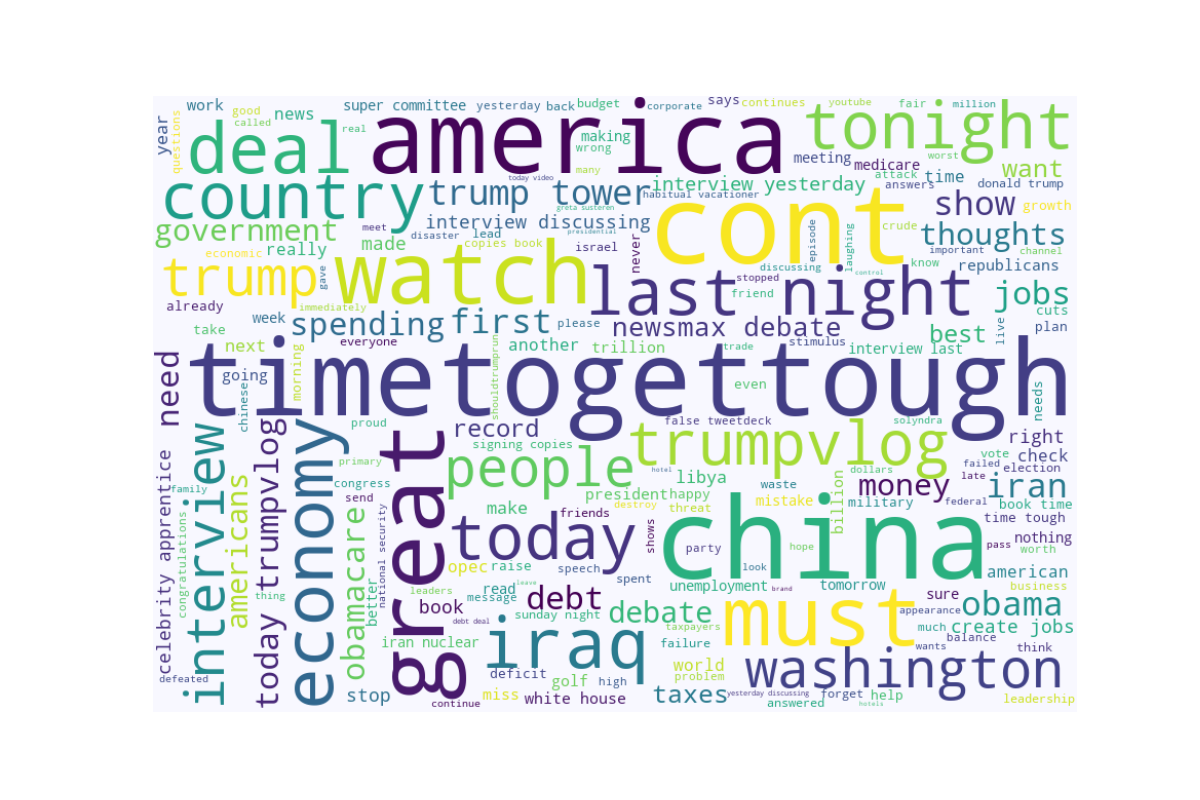 work
good
super committee
yesterday
back
budget
corporate
says
continues
youtube
fair
million
year
questions
called
news
real
deal
america
making
wrong
many
tonight
meeting
medicare
attack
worst
want
time
answers
donald trump
country
trump tower
today video
interview yesterday
habitual vacationer
greta susteren
presidential
cont
show
growth
thoughts
government
meet
disaster
lead
interview discussing
made
really
economic
copies book
israel
never
episode
laughing
crude
important
channel
know
republicans
trump
gave
immediately
watch
last night
discussing
stopped
control
friend
jobs
cuts
already
week
spending
first
please
newsmax debate
stimulus
best
live
plan
take
next
everyone
another
trillion
trade
interview last
need
going
chinese
morning
shouldtrumprun
timetogettough
even
needs
proud
record
false tweetdeck
solyndra
interview
economy
great
signing copies
people
trumpvlog
vote
right
check
primary
congress
hotel
libya
dollars
failed
election
late
family
americans
today trumpvlog
send
president
happy
waste
mistake
billion
military
money
iran
federal
book time
celebrity apprentice
congratulations
obamacare
national security
make
friends
destroy
threat
time tough
today
shows
party
china
hope
pass
nothing
worth
thing
better
leaders
opec
raise
speech
spent
look
unemployment
tomorrow
american
business
leave
read
message
book
debt
brand
sure
appearance
obama
debt deal
sunday night
debate
taxpayers
must
much
create jobs
iran nuclear
iraq
failure
wants
balance
think
defeated
stop
deficit
high
golf
world
problem
washington
continue
miss
white house
taxes
yesterday discussing
forget
help
answered
hotels
leadership